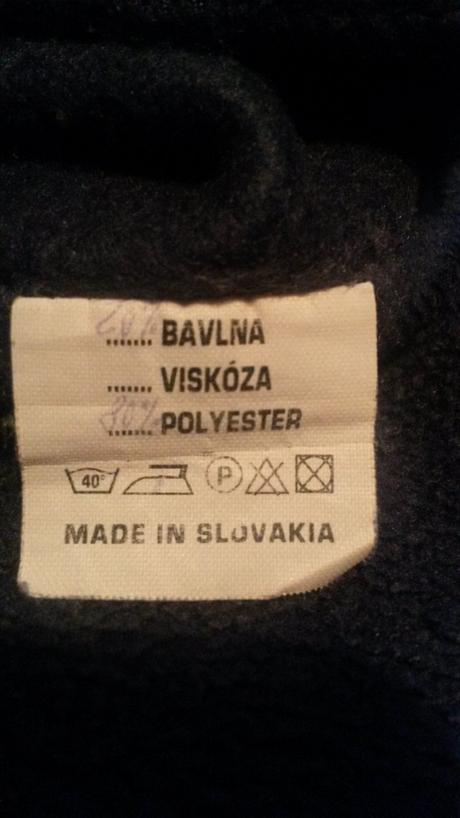 20% ....... BAVLNA
....... VISKÓZA
80% ....... POLYESTER
40° P
MADE IN SLOVAKIA